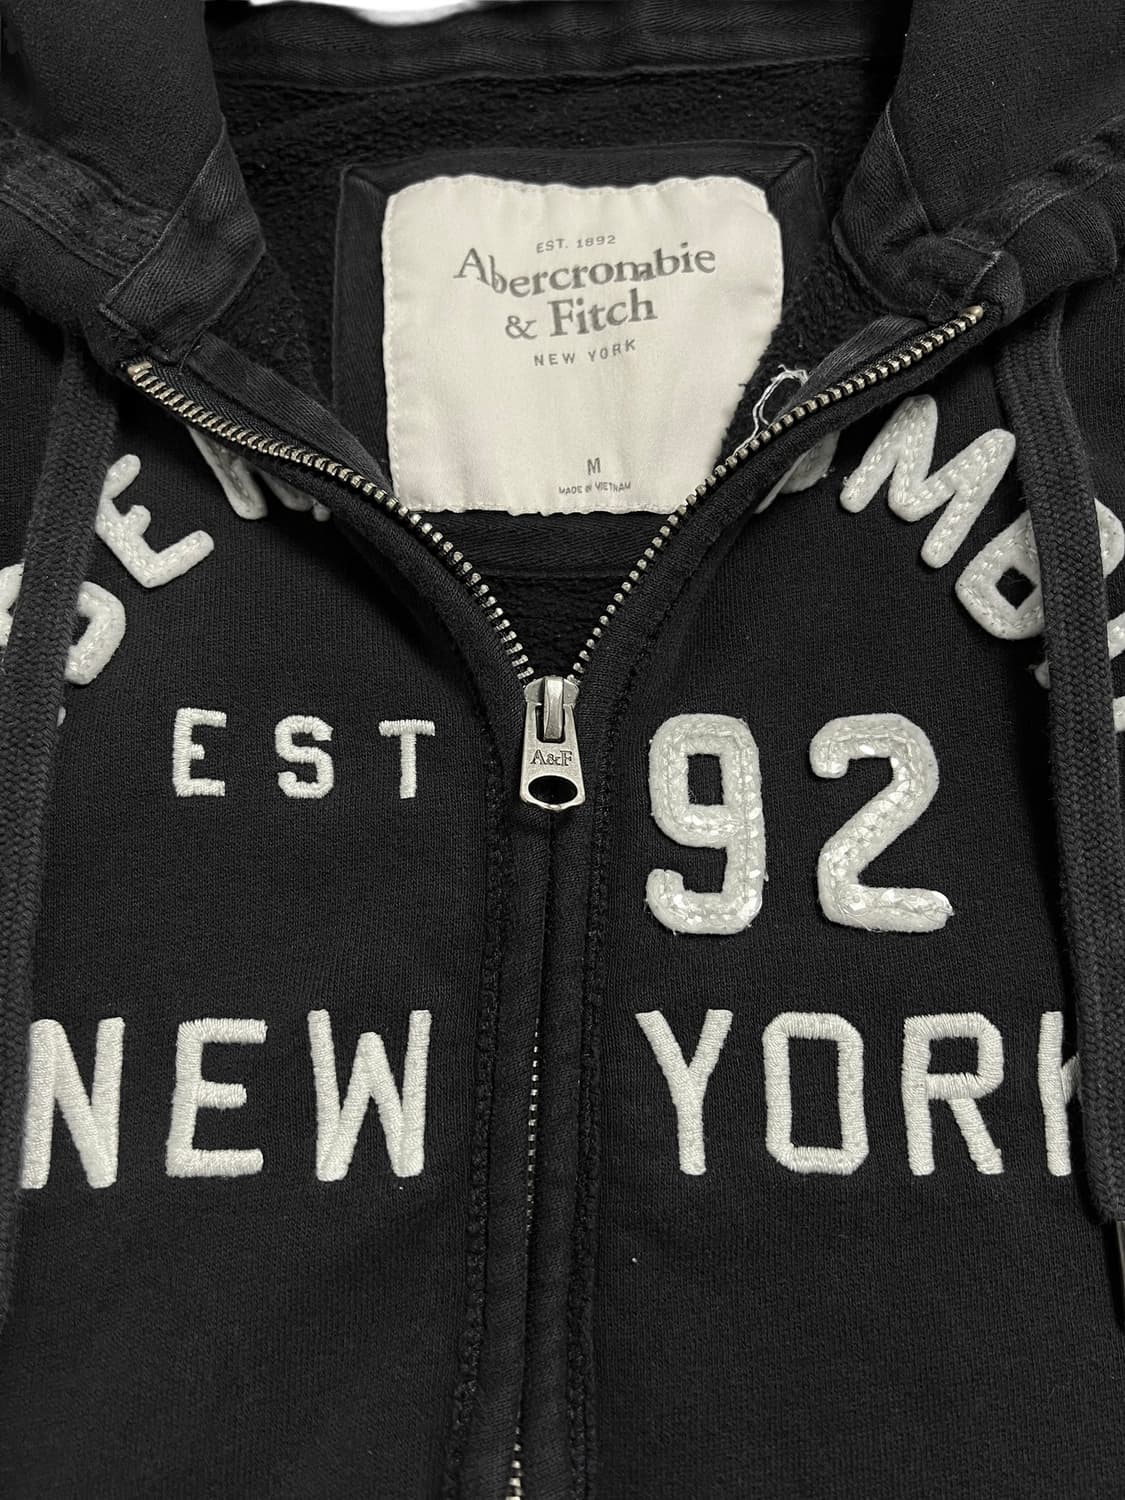 EST. 1892
Abercrombie
& Fitch
NEW YORK
M
MADE IN VIETNAM
A&F
EST 92
NEW YORK